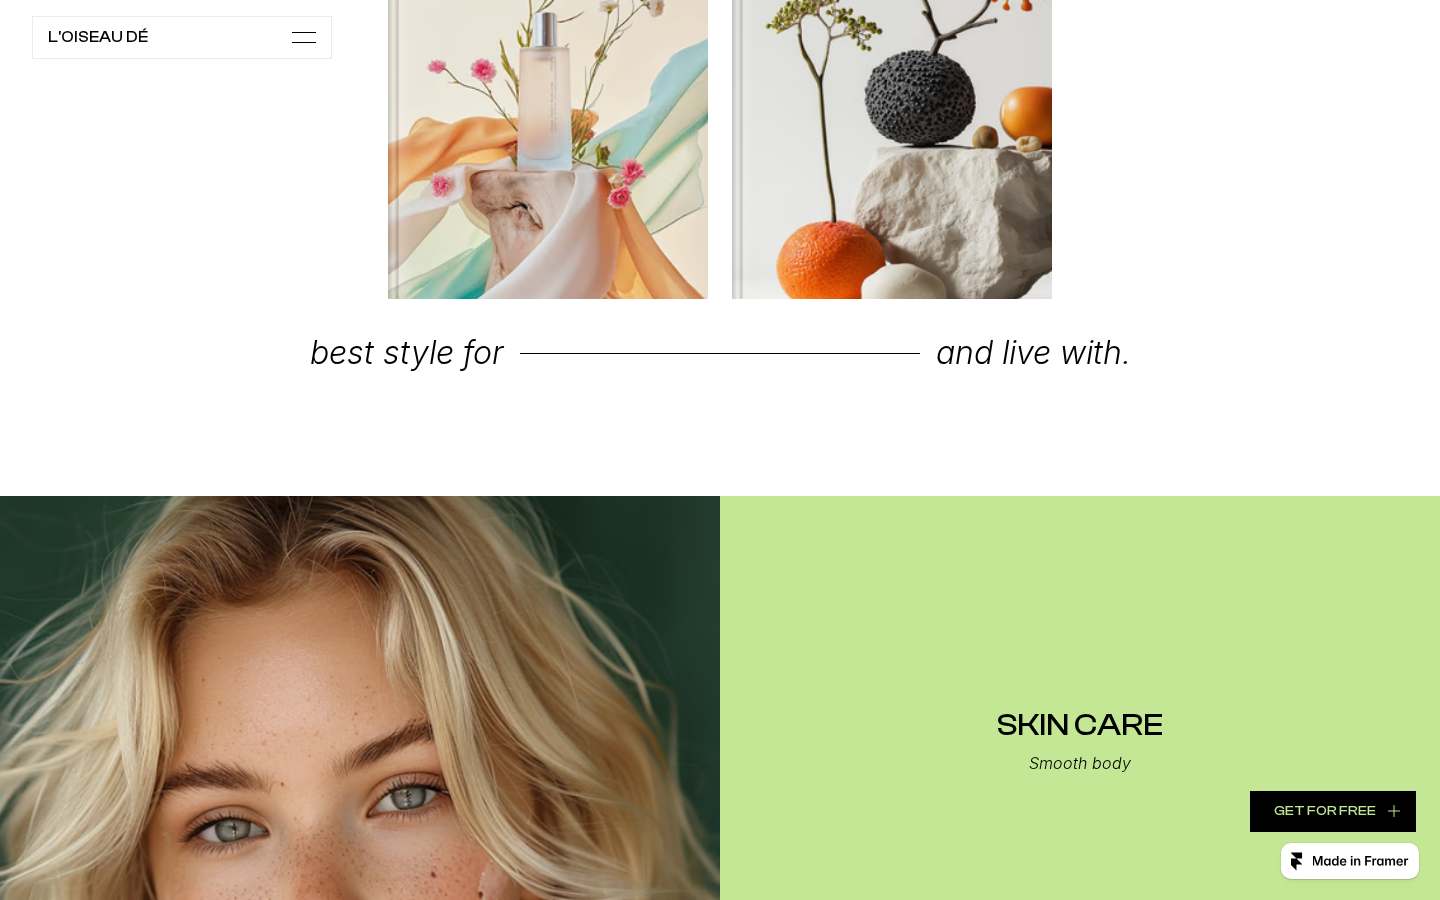 L'OISEAU DÉ
best style for
and live with.
SKIN CARE
Smooth body
GET FOR FREE
Made in Framer